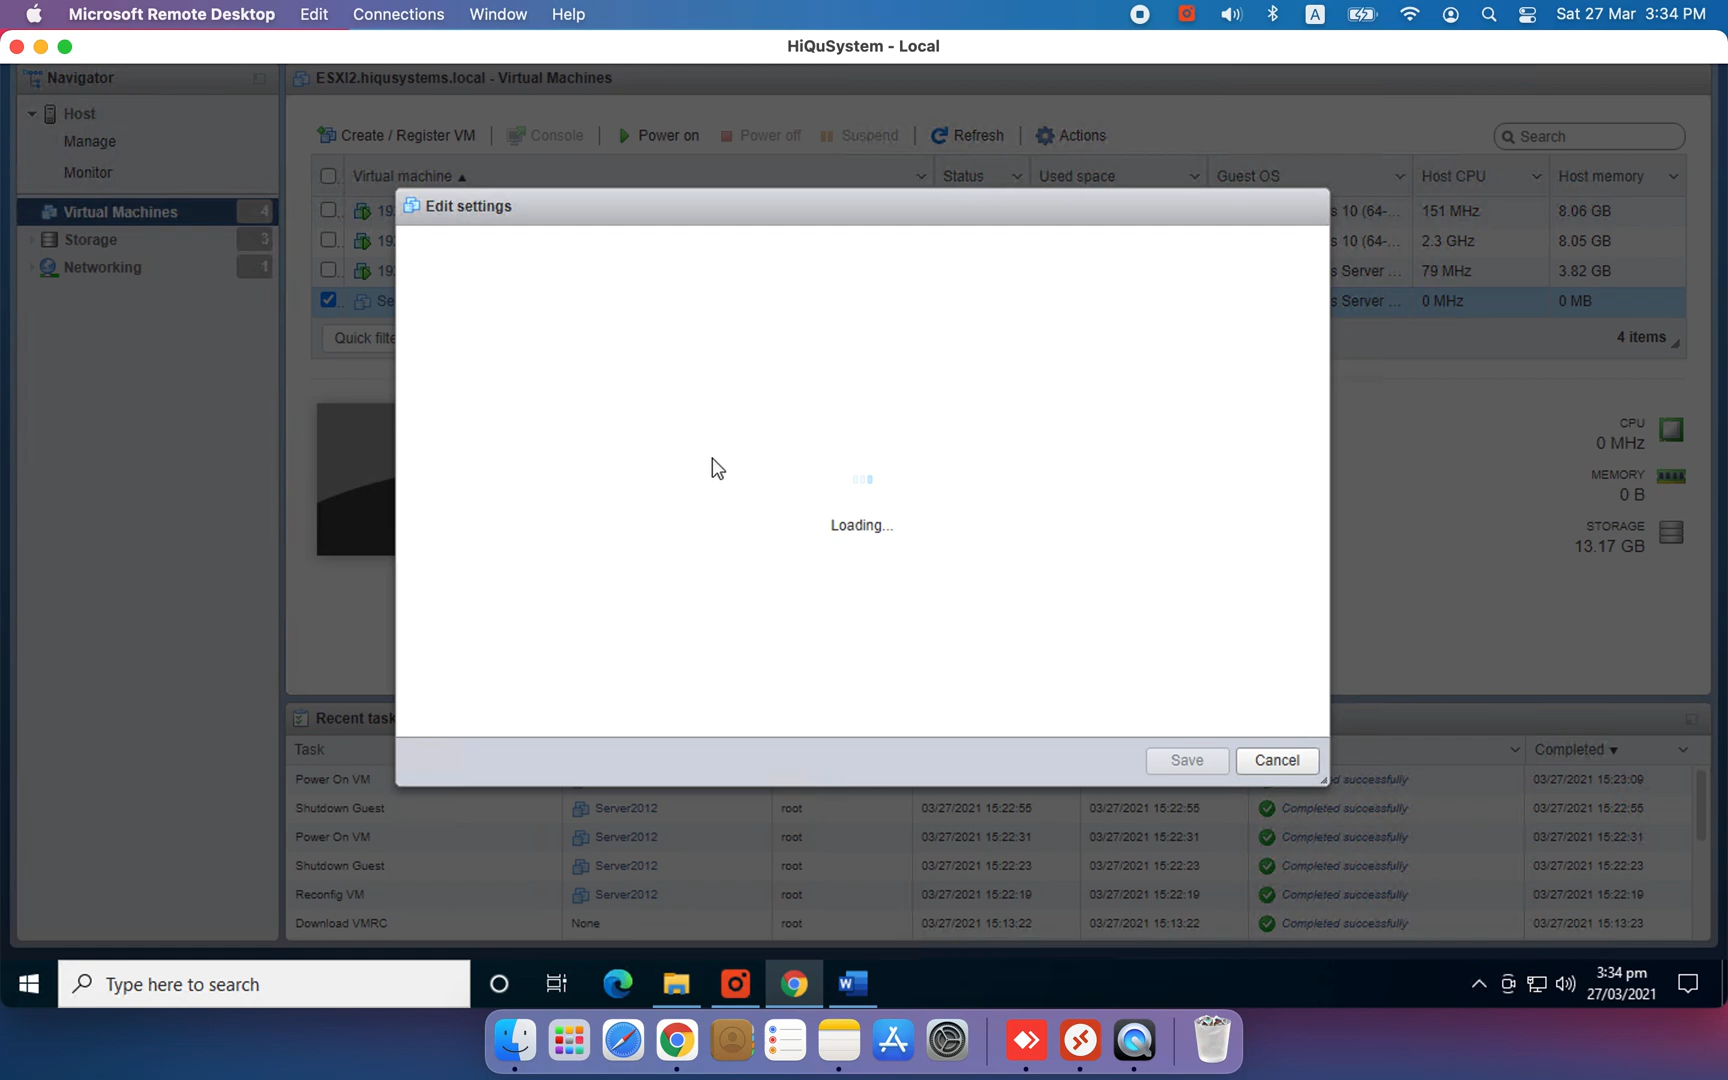 Microsoft Remote Desktop Edit Connections Window Help A Sat 27 Mar 3:34 PM
HiQuSystem - Local
Navigator
ESXI2.hiqusystems.local - Virtual Machines
Host
Manage
Monitor
Virtual Machines 4
Storage 3
Networking 1
Create / Register VM Console Power on Power off Suspend Refresh Actions Search
Virtual machine Status Used space Guest OS Host CPU Host memory
19 s 10 (64-... 151 MHz 8.06 GB
19 s 10 (64-... 2.3 GHz 8.05 GB
19 s Server ... 79 MHz 3.82 GB
Se s Server ... 0 MHz 0 MB
Quick filte 4 items
Edit settings
Loading...
Save Cancel
CPU
0 MHz
MEMORY
0 B
STORAGE
13.17 GB
Recent task
Task Completed
Power On VM d successfully 03/27/2021 15:23:09
Shutdown Guest Server2012 root 03/27/2021 15:22:55 03/27/2021 15:22:55 Completed successfully 03/27/2021 15:22:55
Power On VM Server2012 root 03/27/2021 15:22:31 03/27/2021 15:22:31 Completed successfully 03/27/2021 15:22:31
Shutdown Guest Server2012 root 03/27/2021 15:22:23 03/27/2021 15:22:23 Completed successfully 03/27/2021 15:22:23
Reconfig VM Server2012 root 03/27/2021 15:22:19 03/27/2021 15:22:19 Completed successfully 03/27/2021 15:22:19
Download VMRC None root 03/27/2021 15:13:22 03/27/2021 15:13:22 Completed successfully 03/27/2021 15:13:23
Type here to search
3:34 pm
27/03/2021